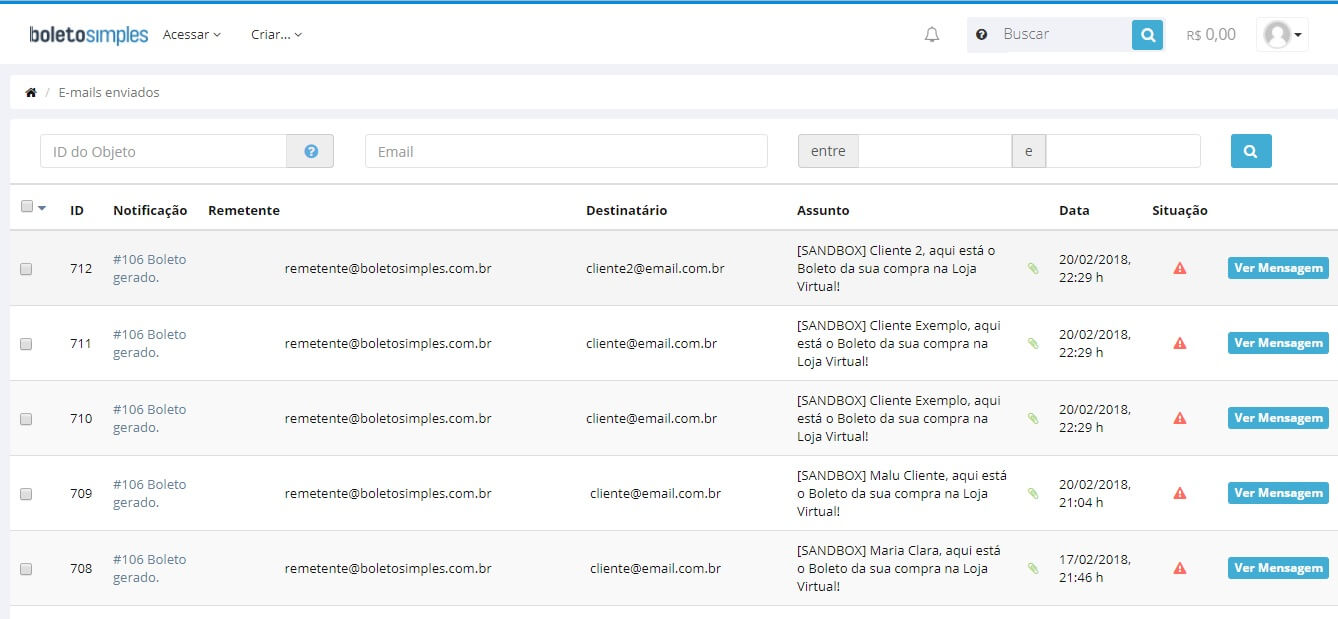 boletosimples Acessar Criar... Buscar R$ 0,00
/ E-mails enviados
ID do Objeto Email entre e
ID Notificação Remetente Destinatário Assunto Data Situação
712 #106 Boleto gerado. remetente@boletosimples.com.br cliente2@email.com.br [SANDBOX] Cliente 2, aqui está o Boleto da sua compra na Loja Virtual! 20/02/2018, 22:29 h Ver Mensagem
711 #106 Boleto gerado. remetente@boletosimples.com.br cliente@email.com.br [SANDBOX] Cliente Exemplo, aqui está o Boleto da sua compra na Loja Virtual! 20/02/2018, 22:29 h Ver Mensagem
710 #106 Boleto gerado. remetente@boletosimples.com.br cliente@email.com.br [SANDBOX] Cliente Exemplo, aqui está o Boleto da sua compra na Loja Virtual! 20/02/2018, 22:29 h Ver Mensagem
709 #106 Boleto gerado. remetente@boletosimples.com.br cliente@email.com.br [SANDBOX] Malu Cliente, aqui está o Boleto da sua compra na Loja Virtual! 20/02/2018, 21:04 h Ver Mensagem
708 #106 Boleto gerado. remetente@boletosimples.com.br cliente@email.com.br [SANDBOX] Maria Clara, aqui está o Boleto da sua compra na Loja Virtual! 17/02/2018, 21:46 h Ver Mensagem